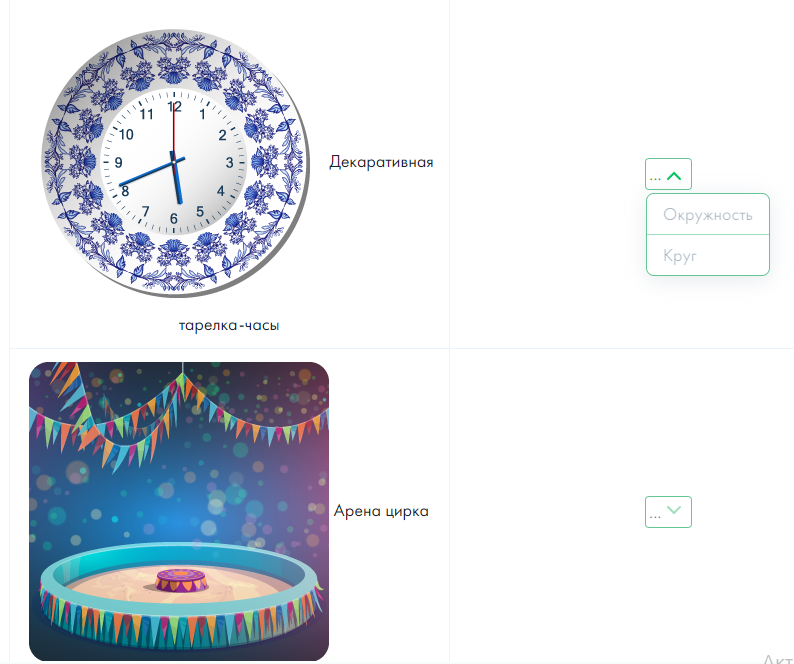 12
11
1
10
2
9
3
8
4
7
5
6
Декаративная
...
Окружность
Круг
тарелка-часы
Арена цирка
...
Акт